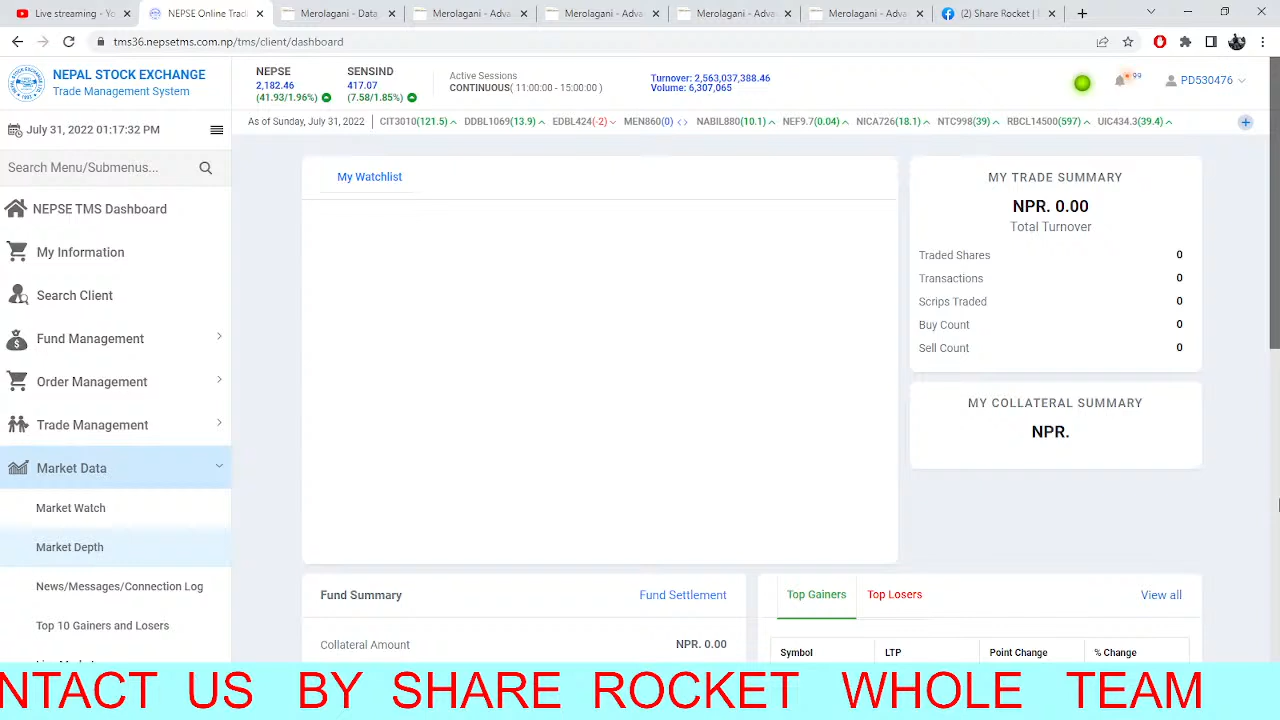 Live streaming - Yo
NEPSE Online Tradi
Merolagani - Data A
Merolagani - Advan
Merolagani - Advan
Merolagani - Advan
Merolagani - Advan
(2) Share Rocket |
tms36.nepsetms.com.np/tms/client/dashboard
NEPAL STOCK EXCHANGE
Trade Management System
NEPSE
2,182.46
(41.93/1.96%)
SENSIND
417.07
(7.58/1.85%)
Active Sessions
CONTINUOUS( 11:00:00 - 15:00:00 )
Turnover: 2,563,037,388.46
Volume: 6,307,065
99
PD530476
July 31, 2022 01:17:32 PM
As of Sunday, July 31, 2022
CIT3010(121.5) DDBL1069(13.9) EDBL424(-2) MEN860(0) NABIL880(10.1) NEF9.7(0.04) NICA726(18.1) NTC998(39) RBCL14500(597) UIC434.3(39.4)
Search Menu/Submenus...
NEPSE TMS Dashboard
My Information
Search Client
Fund Management
Order Management
Trade Management
Market Data
Market Watch
Market Depth
News/Messages/Connection Log
Top 10 Gainers and Losers
My Watchlist
MY TRADE SUMMARY
NPR. 0.00
Total Turnover
Traded Shares 0
Transactions 0
Scrips Traded 0
Buy Count 0
Sell Count 0
MY COLLATERAL SUMMARY
NPR.
Fund Summary
Fund Settlement
Collateral Amount
NPR. 0.00
Top Gainers
Top Losers
View all
Symbol LTP Point Change % Change
NTACT US BY SHARE ROCKET WHOLE TEAM